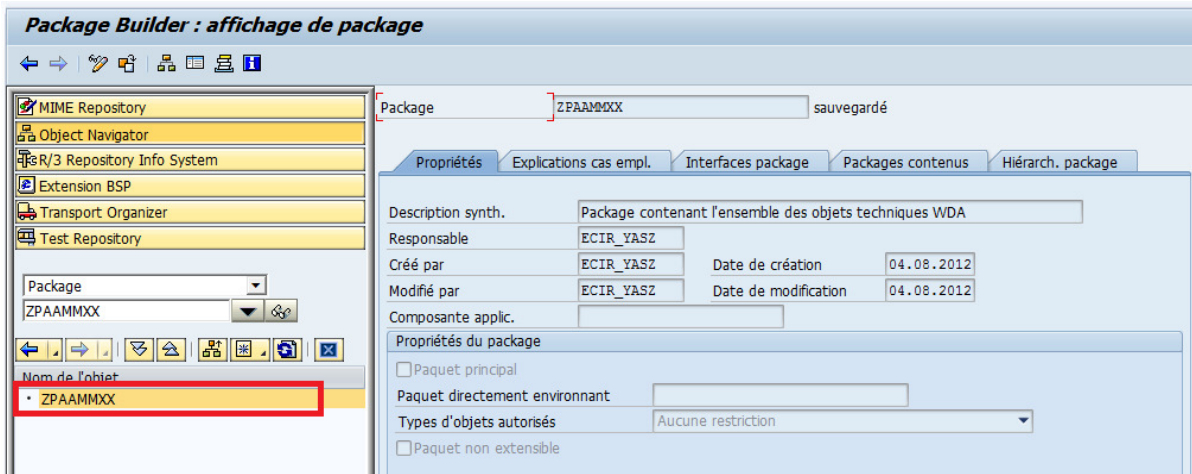 Package Builder : affichage de package
MIME Repository
Object Navigator
R/3 Repository Info System
Extension BSP
Transport Organizer
Test Repository
Package
ZPAAMMXX
Nom de l'objet
ZPAAMMXX
Package ZPAAMMXX sauvegardé
Propriétés Explications cas empl. Interfaces package Packages contenus Hiérarch. package
Description synth. Package contenant l'ensemble des objets techniques WDA
Responsable ECIR_YASZ
Créé par ECIR_YASZ Date de création 04.08.2012
Modifié par ECIR_YASZ Date de modification 04.08.2012
Composante applic.
Propriétés du package
Paquet principal
Paquet directement environnant
Types d'objets autorisés Aucune restriction
Paquet non extensible